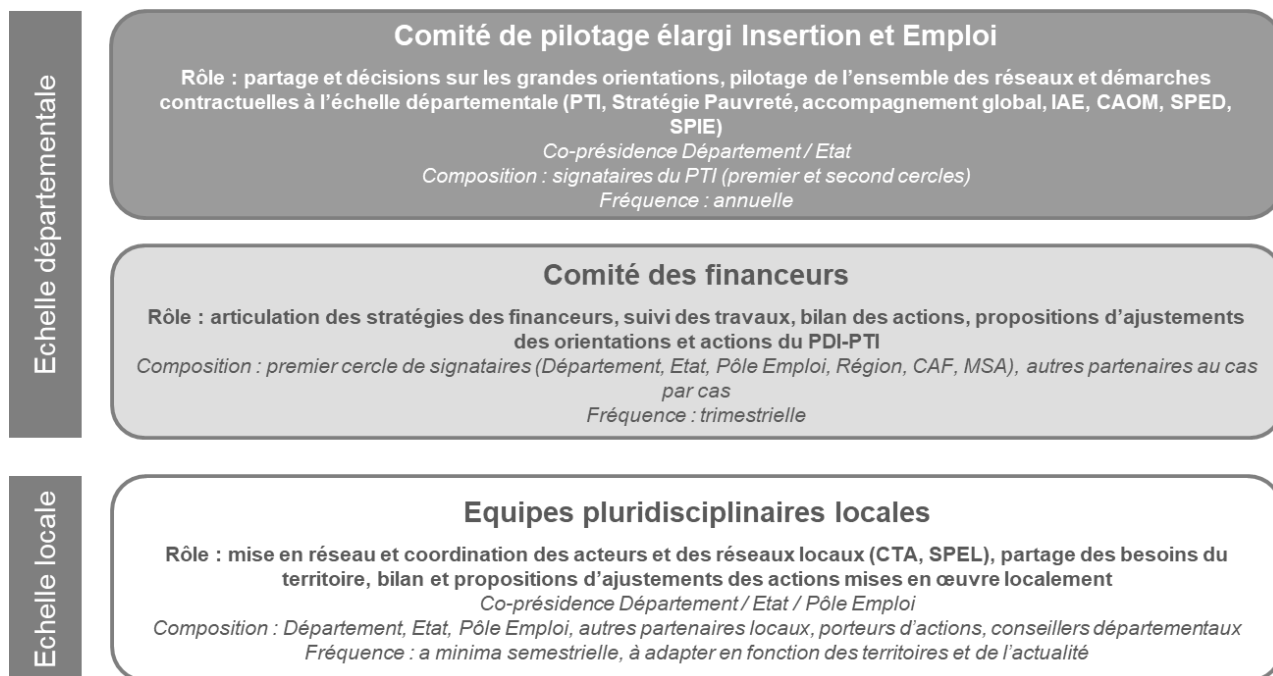 Echelle départementale
Comité de pilotage élargi Insertion et Emploi
Rôle : partage et décisions sur les grandes orientations, pilotage de l’ensemble des réseaux et démarches
contractuelles à l’échelle départementale (PTI, Stratégie Pauvreté, accompagnement global, IAE, CAOM, SPED,
SPIE)
Co-présidence Département / Etat
Composition : signataires du PTI (premier et second cercles)
Fréquence : annuelle
Comité des financeurs
Rôle : articulation des stratégies des financeurs, suivi des travaux, bilan des actions, propositions d’ajustements
des orientations et actions du PDI-PTI
Composition : premier cercle de signataires (Département, Etat, Pôle Emploi, Région, CAF, MSA), autres partenaires au cas
par cas
Fréquence : trimestrielle
Echelle locale
Equipes pluridisciplinaires locales
Rôle : mise en réseau et coordination des acteurs et des réseaux locaux (CTA, SPEL), partage des besoins du
territoire, bilan et propositions d’ajustements des actions mises en œuvre localement
Co-présidence Département / Etat / Pôle Emploi
Composition : Département, Etat, Pôle Emploi, autres partenaires locaux, porteurs d’actions, conseillers départementaux
Fréquence : a minima semestrielle, à adapter en fonction des territoires et de l’actualité